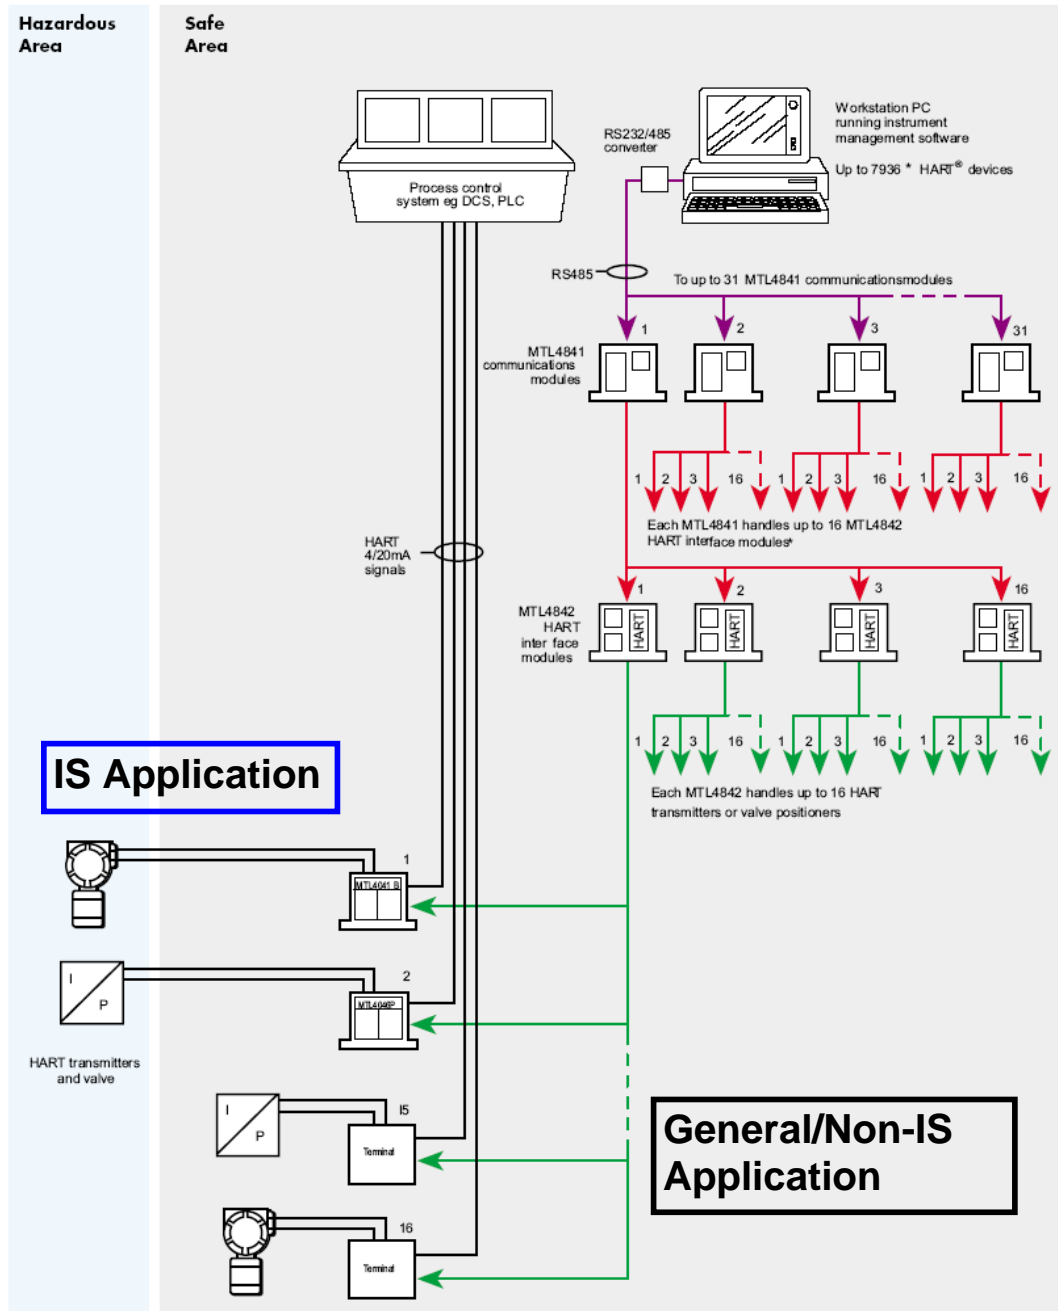 Hazardous
Area
Safe
Area
Process control
system eg DCS, PLC
RS232/485
converter
Workstation PC
running instrument
management software
Up to 7936 * HART® devices
RS485
To up to 31 MTL4841 communicationsmodules
1
2
3
31
MTL4841
communications
modules
1
2
3
16
1
2
3
16
1
2
3
16
Each MTL4841 handles up to 16 MTL4842
HART interface modules*
HART
4/20mA
signals
1
2
3
16
MTL4842
HART
inter face
modules
HART
HART
HART
HART
1
2
3
16
1
2
3
16
1
2
3
16
IS Application
Each MTL4842 handles up to 16 HART
transmitters or valve positioners
1
MTL4041 B
2
I
P
MTL4046P
HART transmitters
and valve
I5
I
P
Terminal
General/Non-IS
Application
16
Terminal